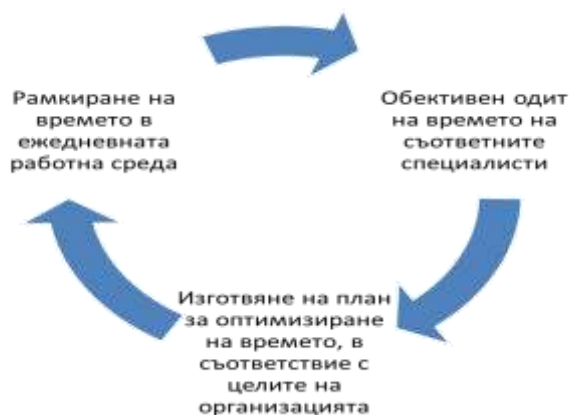 Рамкиране на
времето в
ежедневната
работна среда
Обективен одит
на времето на
съответните
специалисти
Изготвяне на план
за оптимизиране
на времето, в
съответствие с
целите на
организацията